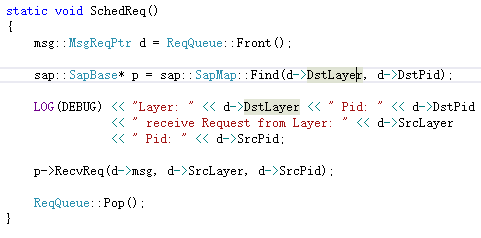 static void SchedReq()
{
    msg::MsgReqPtr d = ReqQueue::Front();
    sap::SapBase* p = sap::SapMap::Find(d->DstLayer, d->DstPid);
    LOG(DEBUG) << "Layer: " << d->DstLayer << " Pid: " << d->DstPid
               << " receive Request from Layer: " << d->SrcLayer
               << " Pid: " << d->SrcPid;
    p->RecvReq(d->msg, d->SrcLayer, d->SrcPid);
    ReqQueue::Pop();
}